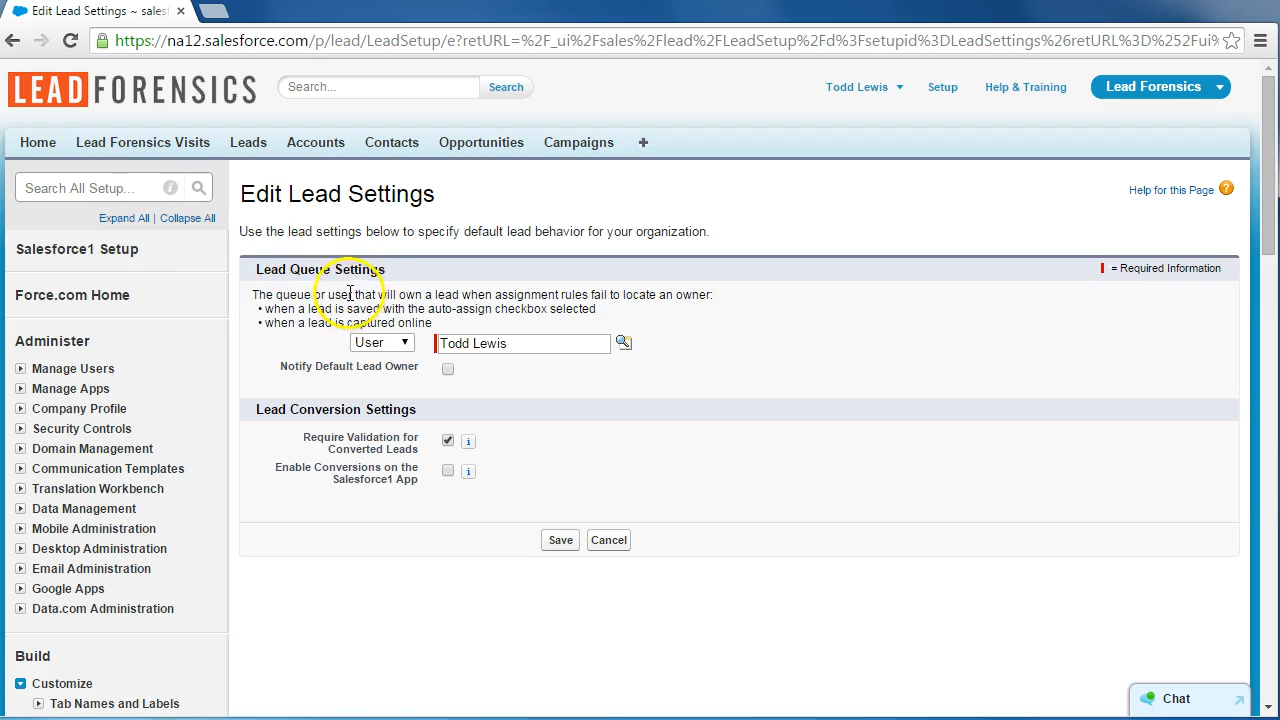 Edit Lead Settings ~ sales
https://na12.salesforce.com/p/lead/LeadSetup/e?retURL=%2F_ui%2Fsales%2Flead%2FLeadSetup%2Fd%3Fsetupid%3DLeadSettings%26retURL%3D%252Fui%
LEADFORENSICS
Search...
Search
Todd Lewis
Setup
Help & Training
Lead Forensics
Home
Lead Forensics Visits
Leads
Accounts
Contacts
Opportunities
Campaigns
Search All Setup...
Expand All | Collapse All
Salesforce1 Setup
Force.com Home
Administer
Manage Users
Manage Apps
Company Profile
Security Controls
Domain Management
Communication Templates
Translation Workbench
Data Management
Mobile Administration
Desktop Administration
Email Administration
Google Apps
Data.com Administration
Build
Customize
Tab Names and Labels
Edit Lead Settings
Help for this Page
Use the lead settings below to specify default lead behavior for your organization.
Lead Queue Settings
= Required Information
The queue or user that will own a lead when assignment rules fail to locate an owner:
• when a lead is saved with the auto-assign checkbox selected
• when a lead is captured online
User
Todd Lewis
Notify Default Lead Owner
Lead Conversion Settings
Require Validation for
Converted Leads
Enable Conversions on the
Salesforce1 App
Save
Cancel
Chat